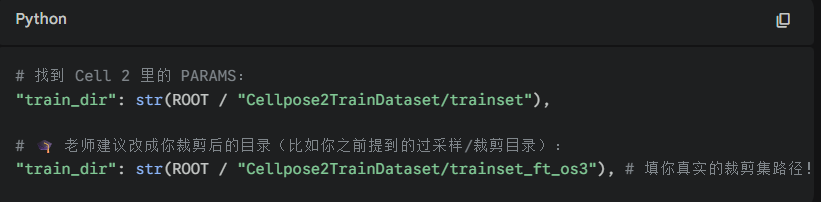 Python
# 找到 Cell 2 里的 PARAMS:
"train_dir": str(ROOT / "Cellpose2TrainDataset/trainset"),
# 🎓 老师建议改成你裁剪后的目录（比如你之前提到的过采样/裁剪目录）：
"train_dir": str(ROOT / "Cellpose2TrainDataset/trainset_ft_os3"), # 填你真实的裁剪集路径！